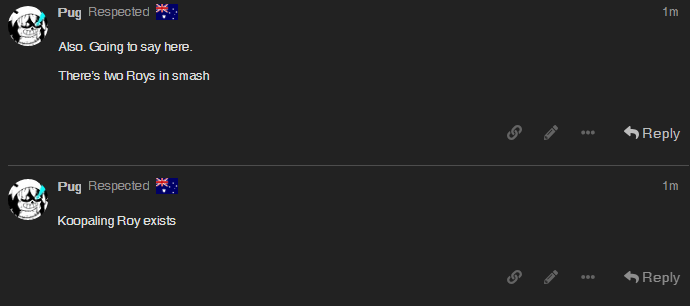 Pug Respected 1m
Also. Going to say here.
There's two Roys in smash
Reply
Pug Respected 1m
Koopaling Roy exists
Reply